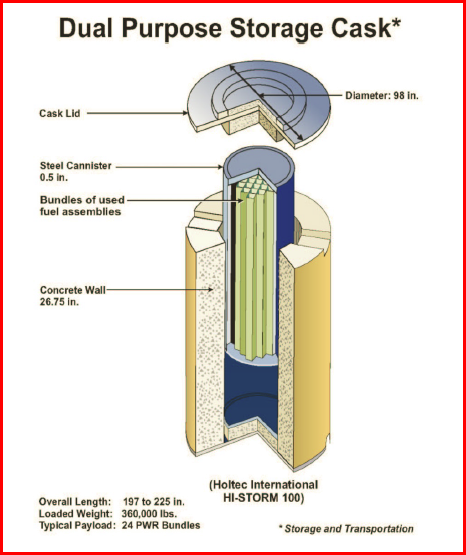 Dual Purpose Storage Cask*
Diameter: 98 in.
Cask Lid
Steel Cannister
0.5 in.
Bundles of used
fuel assemblies
Concrete Wall
26.75 in.
(Holtec International
HI-STORM 100)
Overall Length: 197 to 225 in.
Loaded Weight: 360,000 lbs.
Typical Payload: 24 PWR Bundles
* Storage and Transportation